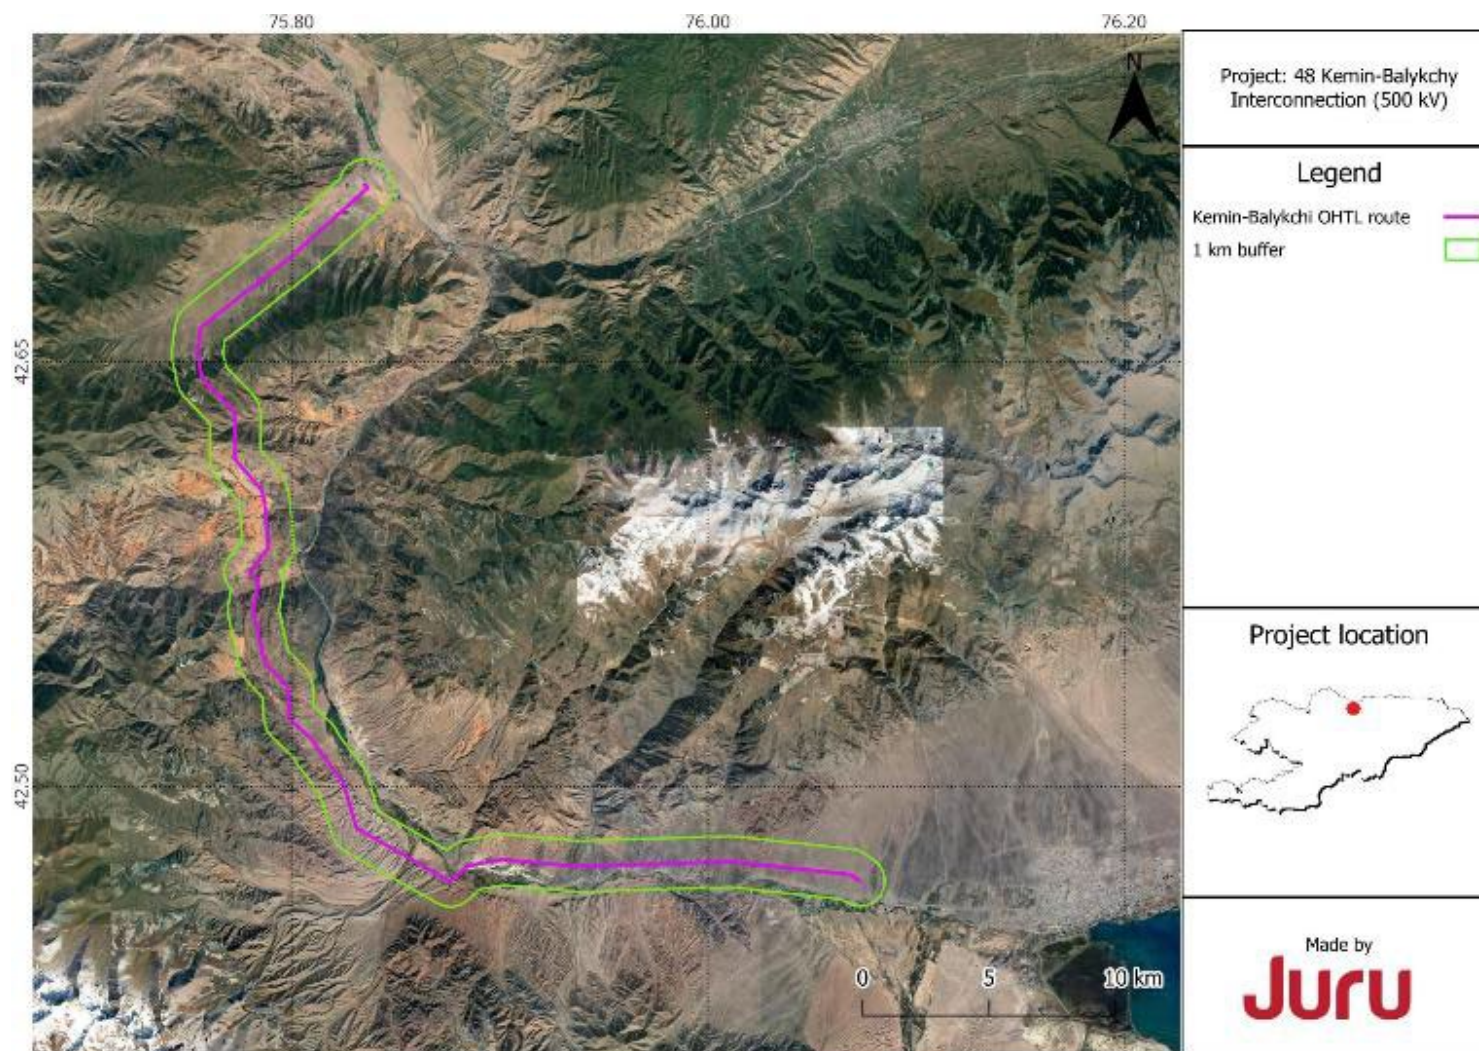 75.80
76.00
76.20
42.65
42.50
N
0
5
10 km
Project: 48 Kemin-Balykchy
Interconnection (500 kV)
Legend
Kemin-Balykchi OHTL route
1 km buffer
Project location
Made by
Juru